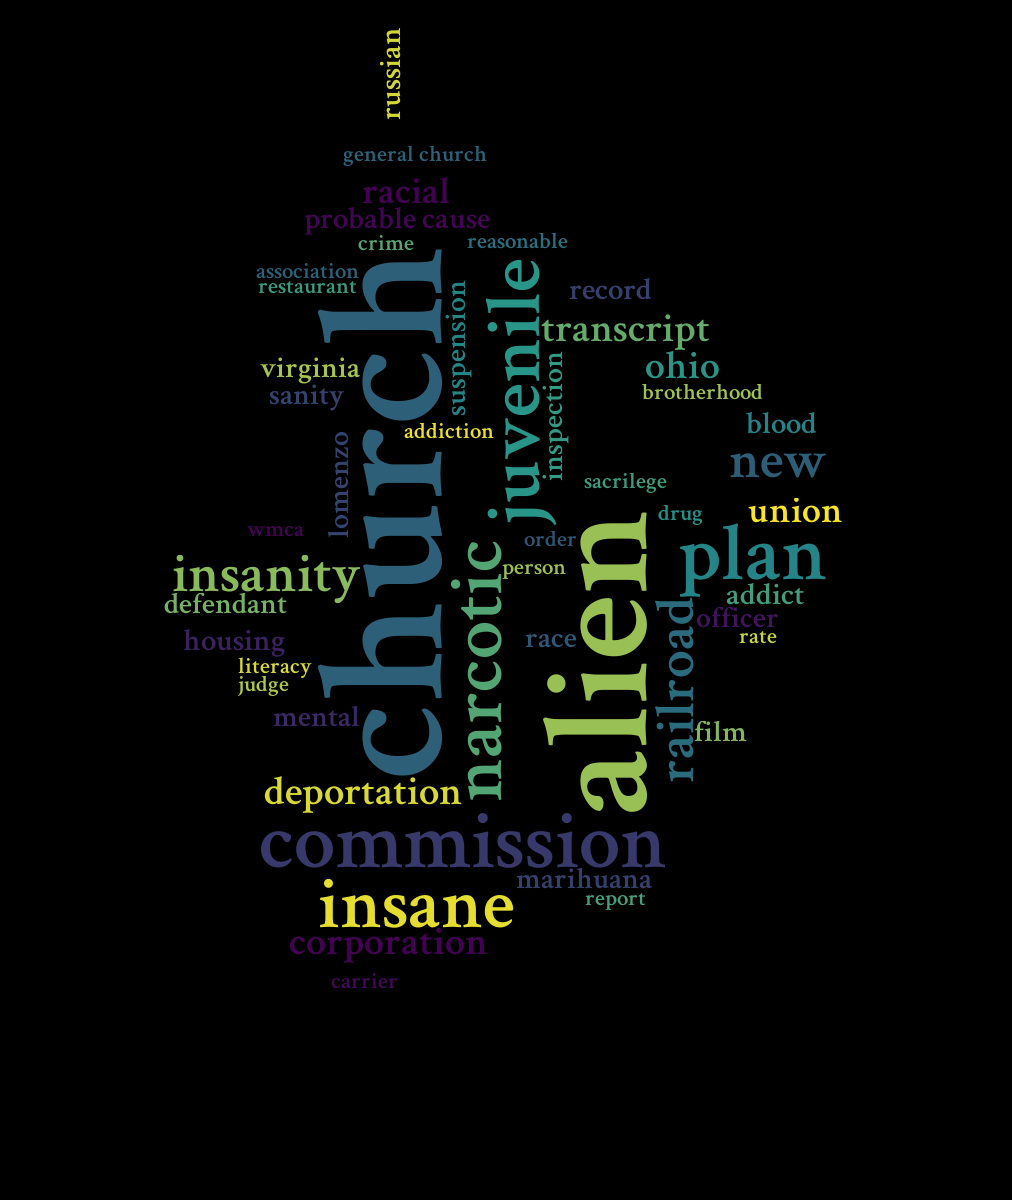 russian
general church
racial
probable cause
crime
reasonable
church
juvenile
association
restaurant
suspension
record
transcript
virginia
inspection
ohio
sanity
brotherhood
addiction
blood
lomenzo
new
sacrilege
wmca
alien
drug
union
order
plan
narcotic
insanity
person
defendant
addict
railroad
officer
housing
race
rate
literacy
judge
mental
film
deportation
commission
marihuana
insane
report
corporation
carrier